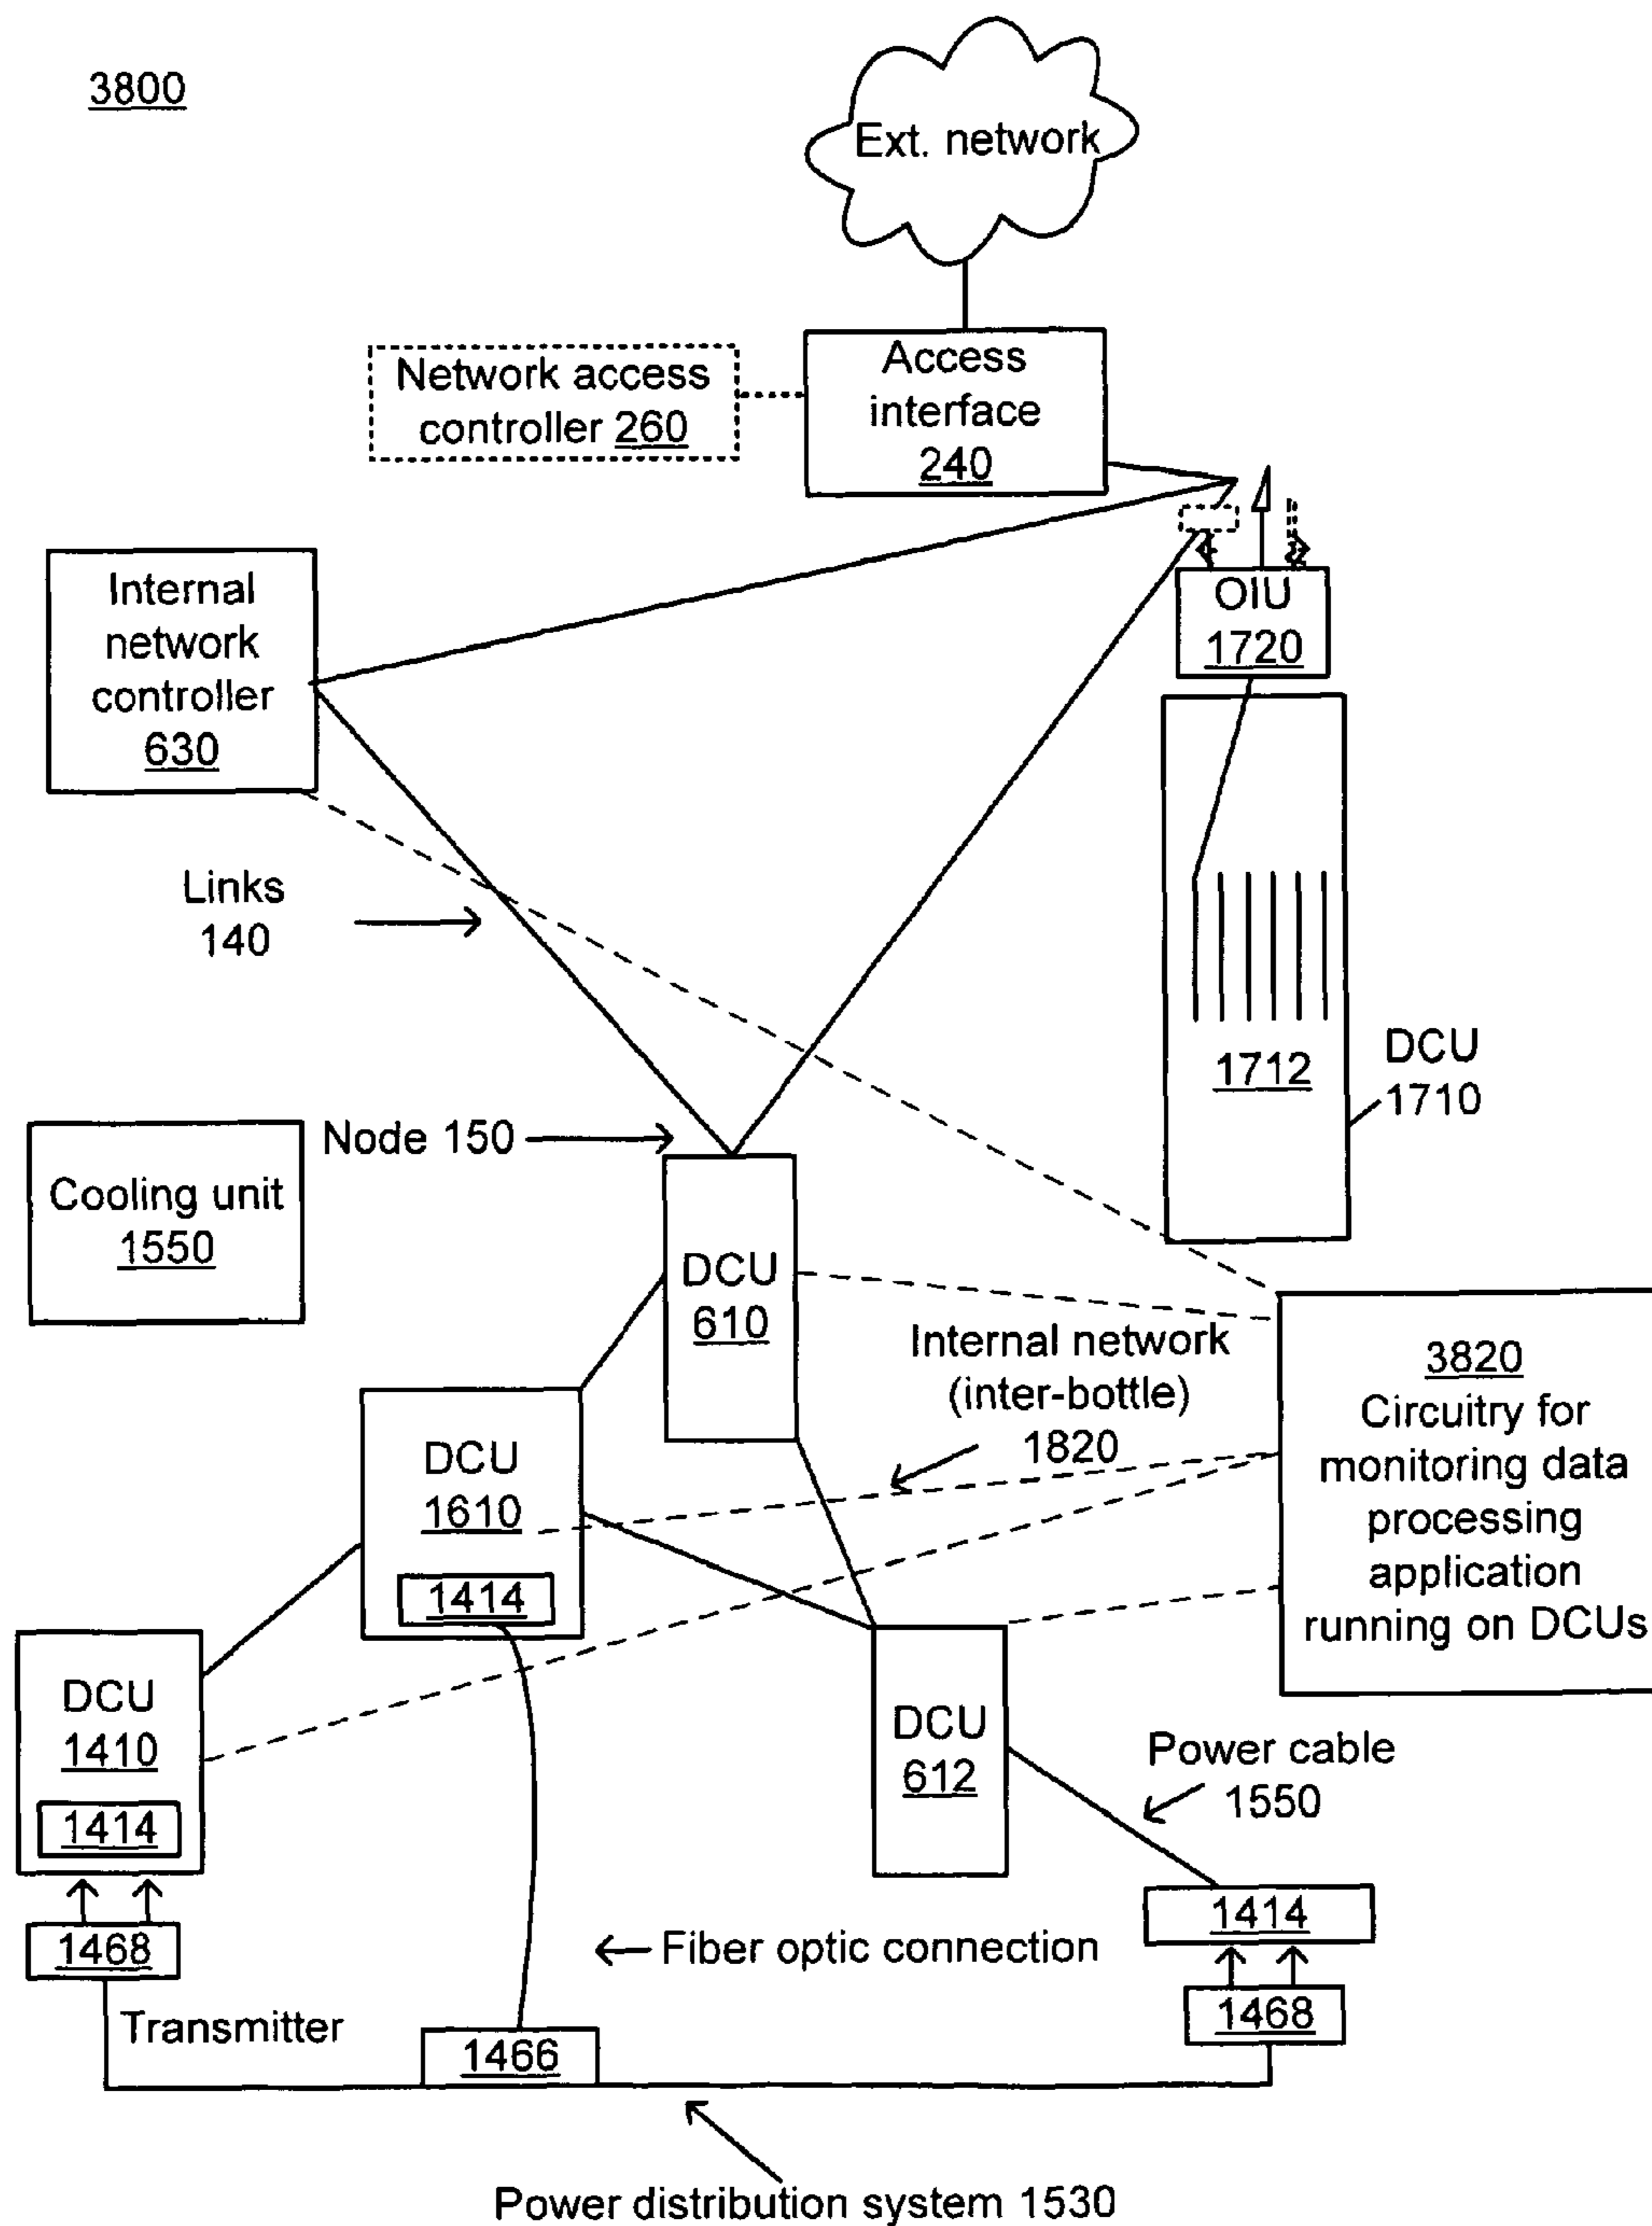 3800
Ext. network
Network access
controller 260
Access
interface
240
Internal
network
controller
630
OIU
1720
Links
140
1712
DCU
1710
Node 150
Cooling unit
1550
DCU
610
Internal network
(inter-bottle)
1820
3820
Circuitry for
monitoring data
processing
application
running on DCUs
DCU
1610
1414
DCU
1410
1414
DCU
612
Power cable
1550
1414
1468
Fiber optic connection
1468
Transmitter
1466
Power distribution system 1530